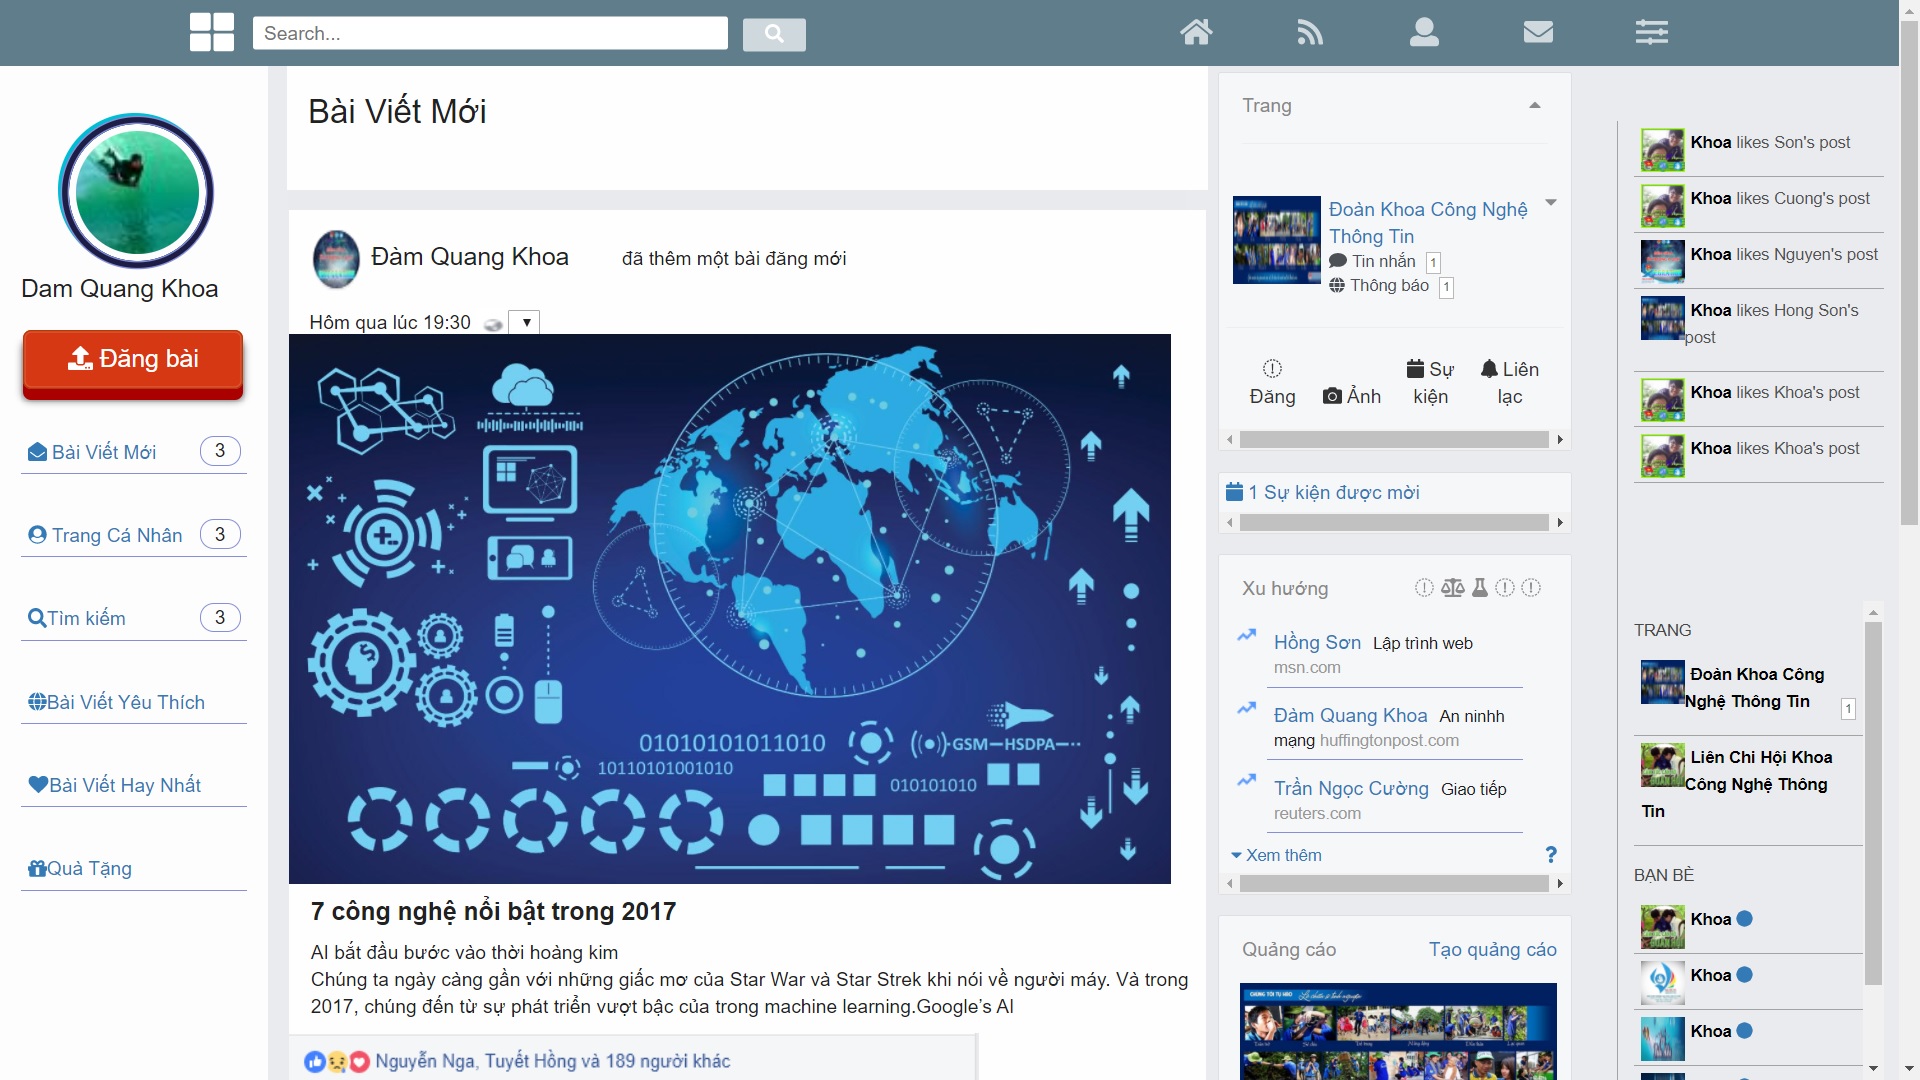 Search...
Dam Quang Khoa
Đăng bài
Bài Viết Mới 3
Trang Cá Nhân 3
Tìm kiếm 3
Bài Viết Yêu Thích
Bài Viết Hay Nhất
Quà Tặng
Bài Viết Mới
Đàm Quang Khoa đã thêm một bài đăng mới
Hôm qua lúc 19:30
01010101011010
GSM—HSDPA
10110101001010
010101010
7 công nghệ nổi bật trong 2017
AI bắt đầu bước vào thời hoàng kim
Chúng ta ngày càng gần với những giấc mơ của Star War và Star Strek khi nói về người máy. Và trong
2017, chúng đến từ sự phát triển vượt bậc của trong machine learning.Google’s AI
Nguyễn Nga, Tuyết Hồng và 189 người khác
Trang
Đoàn Khoa Công Nghệ
Thông Tin
Tin nhắn 1
Thông báo 1
Đăng
Ảnh
Sự
kiện
Liên
lạc
1 Sự kiện được mời
Xu hướng
Hồng Sơn Lập trình web
msn.com
Đàm Quang Khoa An ninhh
mạng huffingtonpost.com
Trần Ngọc Cường Giao tiếp
reuters.com
Xem thêm ?
Quảng cáo Tạo quảng cáo
CHÚNG TÔI TỰ HÀO
Khoa likes Son's post
Khoa likes Cuong's post
Khoa likes Nguyen's post
Khoa likes Hong Son's
post
Khoa likes Khoa's post
Khoa likes Khoa's post
TRANG
Đoàn Khoa Công
Nghệ Thông Tin 1
Liên Chi Hội Khoa
Công Nghệ Thông
Tin
BẠN BÈ
Khoa
Khoa
Khoa